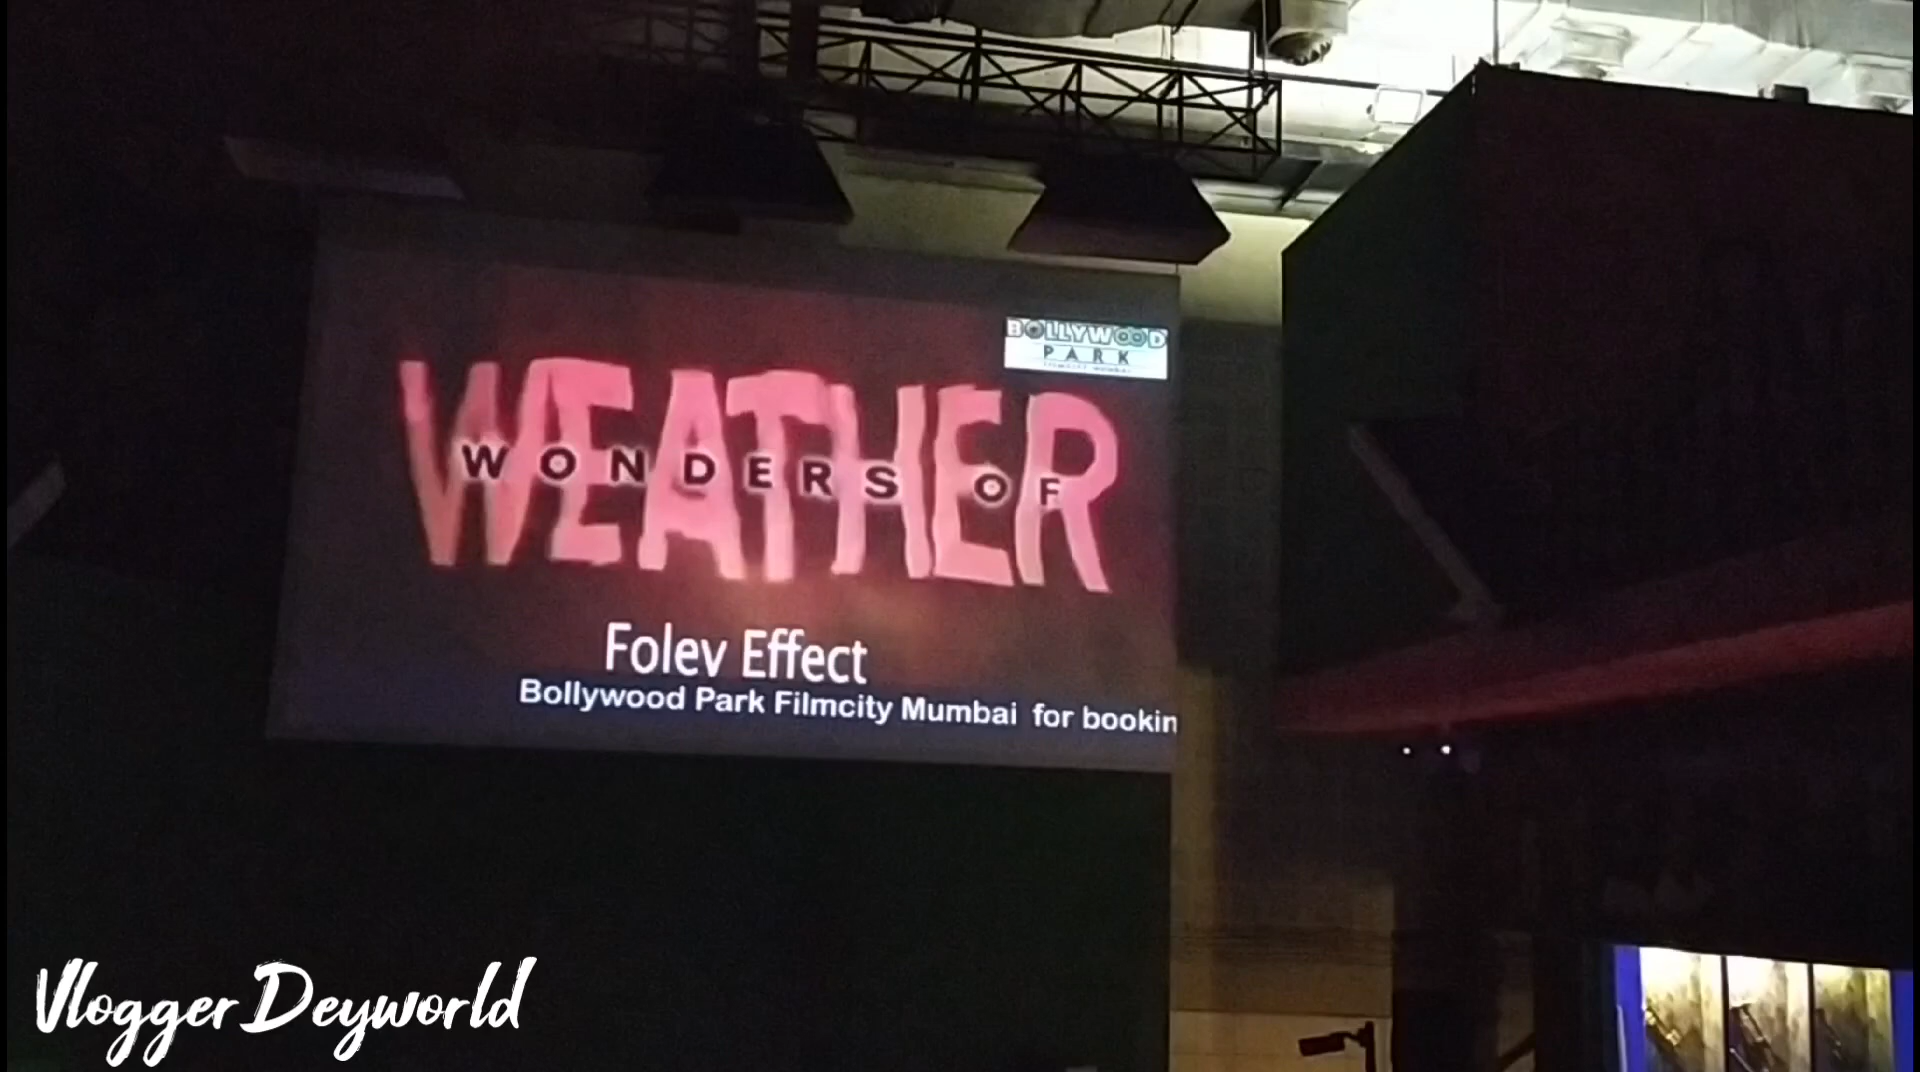 BOLLYWOOD
PARK
WEATHER
WONDERS OF
Folev Effect
Bollywood Park Filmcity Mumbai for bookin
Vlogger Deyworld